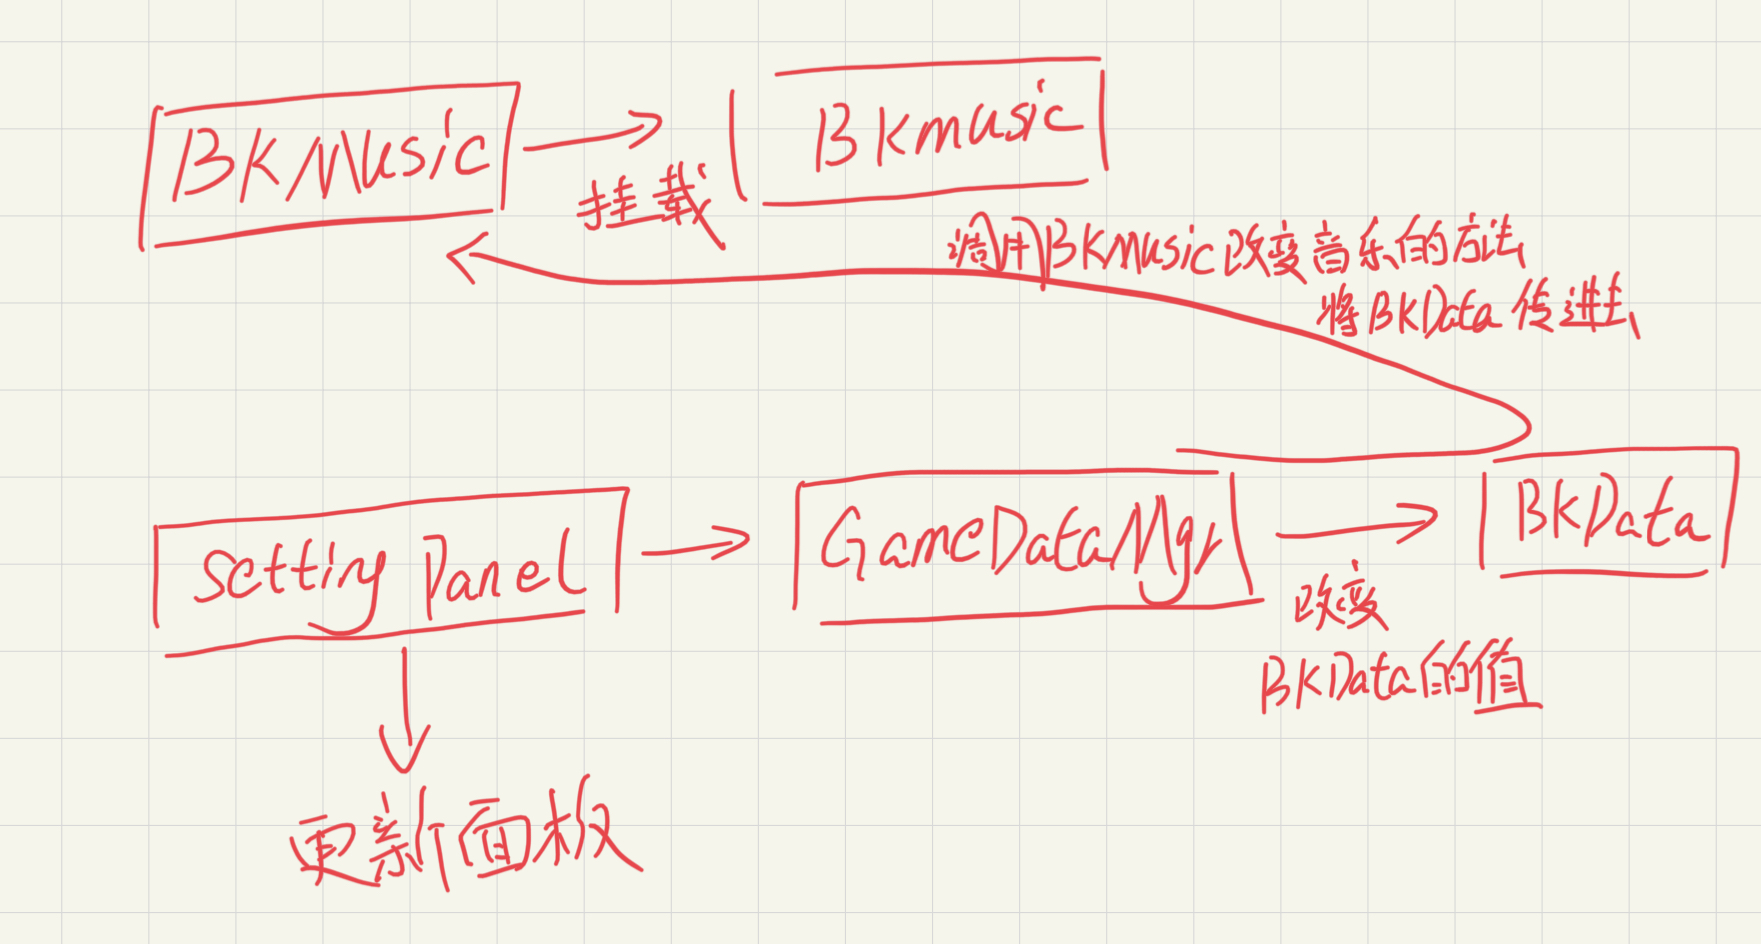 BKMusic
挂载
BKmusic
调用BKMusic改变音乐的方法
将BKData传进去
Setting Panel
GameDataMgr
改变
BKData的值
BKData
更新面板